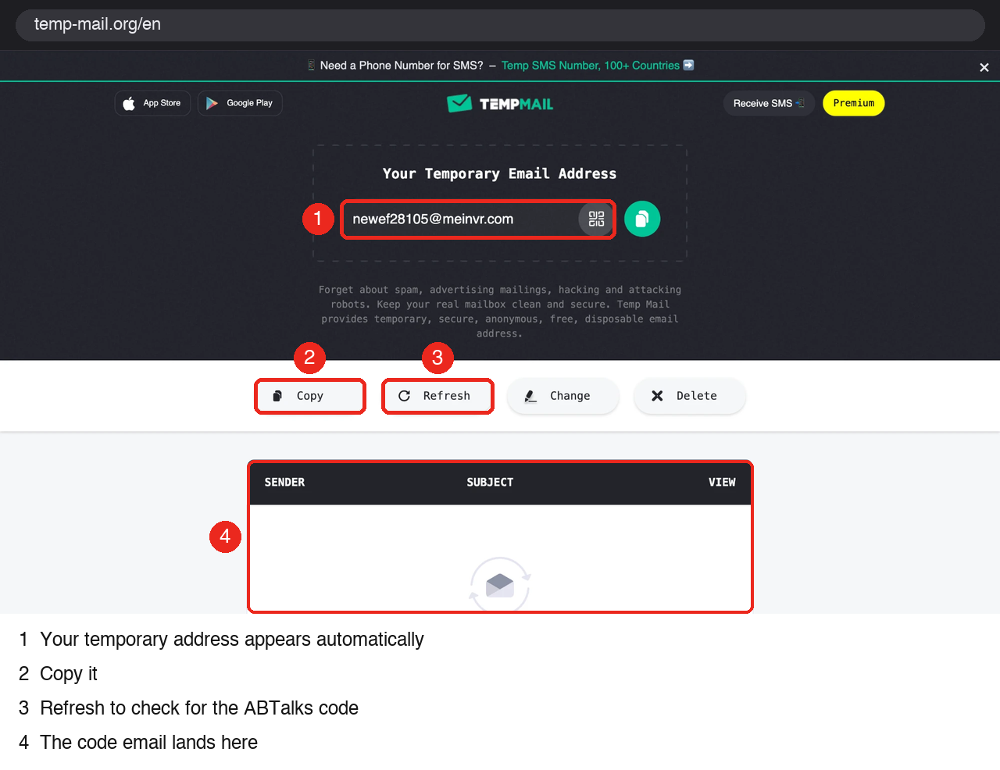 temp-mail.org/en
Need a Phone Number for SMS? – Temp SMS Number, 100+ Countries
App Store
Google Play
TEMPMAIL
Receive SMS
Premium
Your Temporary Email Address
1
newef28105@meinvr.com
Forget about spam, advertising mailings, hacking and attacking
robots. Keep your real mailbox clean and secure. Temp Mail
provides temporary, secure, anonymous, free, disposable email
address.
2
3
Copy
Refresh
Change
Delete
SENDER
SUBJECT
VIEW
4
1 Your temporary address appears automatically
2 Copy it
3 Refresh to check for the ABTalks code
4 The code email lands here